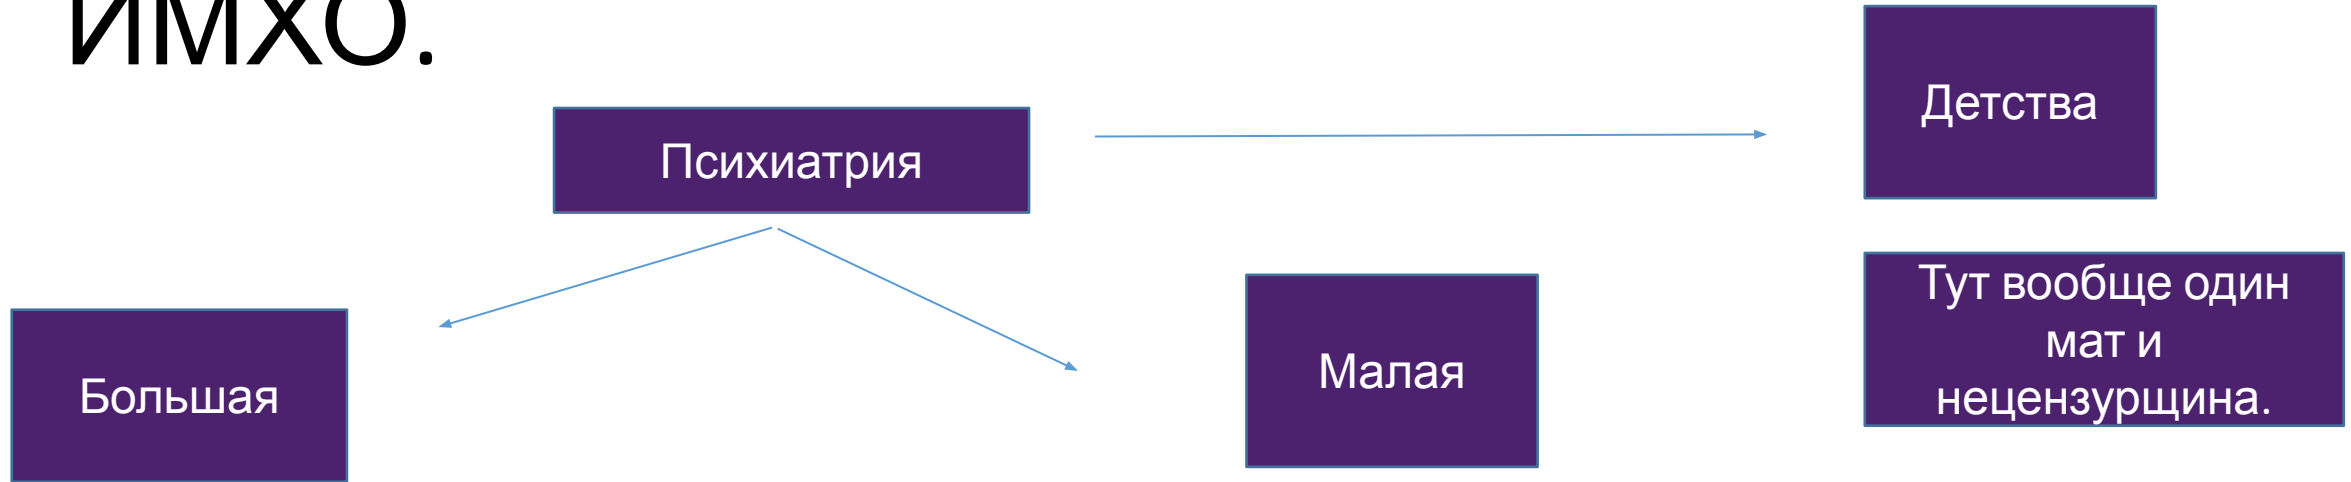 ИМХО.
Детства
Психиатрия
Тут вообще один
мат и
нецензурщина.
Малая
Большая